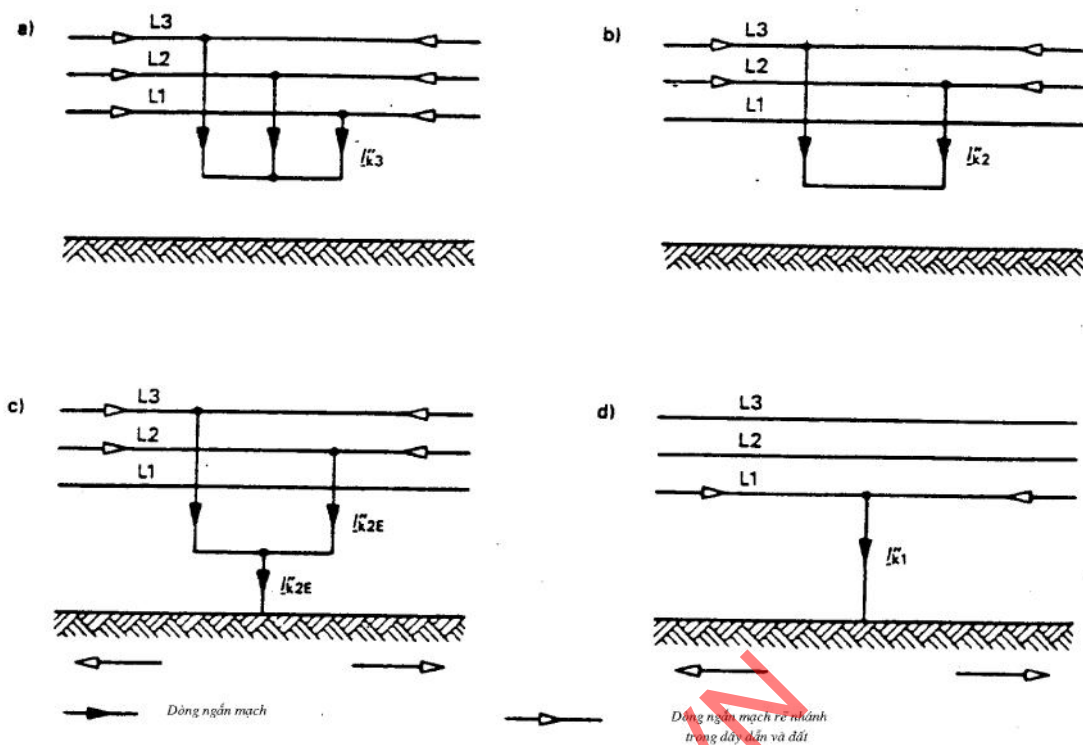 a)
L3
L2
L1
I"k3
b)
L3
L2
L1
I"k2
c)
L3
L2
L1
I"k2E
I"k2E
d)
L3
L2
L1
I"k1
Dòng ngắn mạch
Dòng ngắn mạch rẽ nhánh
trong dây dẫn và đất
VN